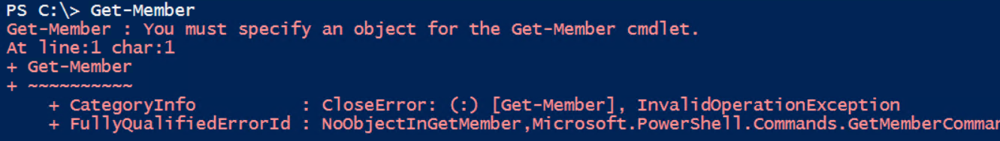 PS C:\> Get-Member
Get-Member : You must specify an object for the Get-Member cmdlet.
At line:1 char:1
+ Get-Member
+ ~~~~~~~~~~
    + CategoryInfo          : CloseError: (:) [Get-Member], InvalidOperationException
    + FullyQualifiedErrorId : NoObjectInGetMember,Microsoft.PowerShell.Commands.GetMemberComman